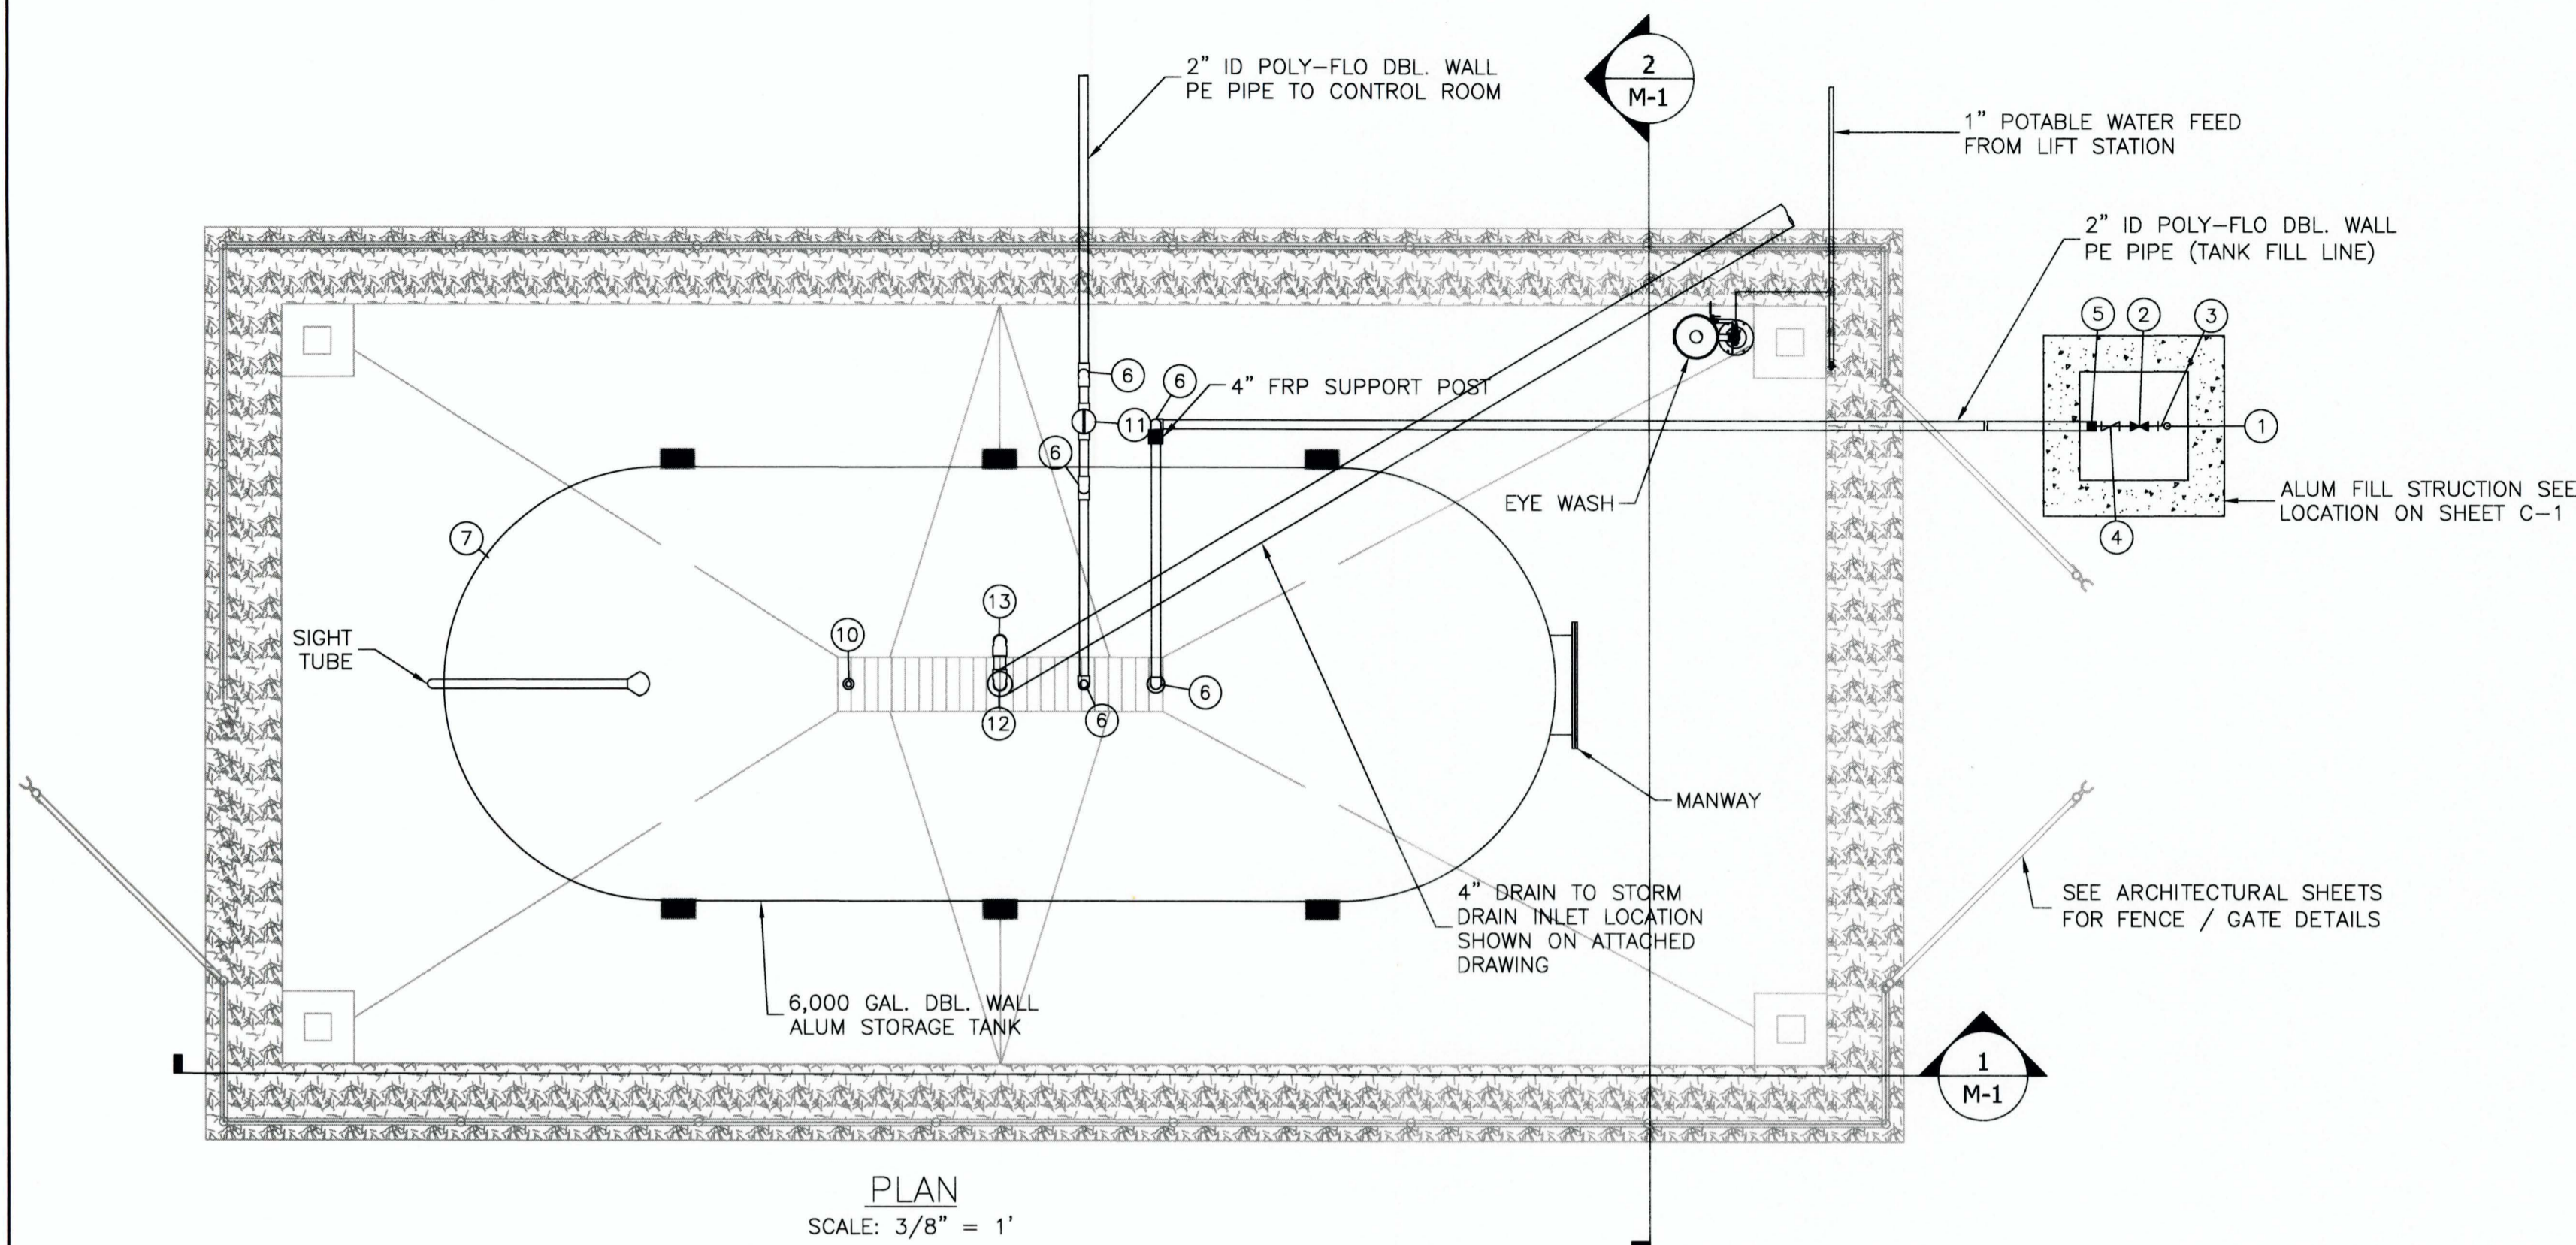 2" ID POLY-FLO DBL. WALL
PE PIPE TO CONTROL ROOM
2
M-1
1" POTABLE WATER FEED
FROM LIFT STATION
2" ID POLY-FLO DBL. WALL
PE PIPE (TANK FILL LINE)
5
2
3
6
6
4" FRP SUPPORT POST
11
1
6
EYE WASH
ALUM FILL STRUCTION SEE
LOCATION ON SHEET C-1
4
7
13
10
SIGHT
TUBE
6
12
6
MANWAY
4" DRAIN TO STORM
DRAIN INLET LOCATION
SHOWN ON ATTACHED
DRAWING
SEE ARCHITECTURAL SHEETS
FOR FENCE / GATE DETAILS
6,000 GAL. DBL. WALL
ALUM STORAGE TANK
1
M-1
PLAN
SCALE: 3/8" = 1'